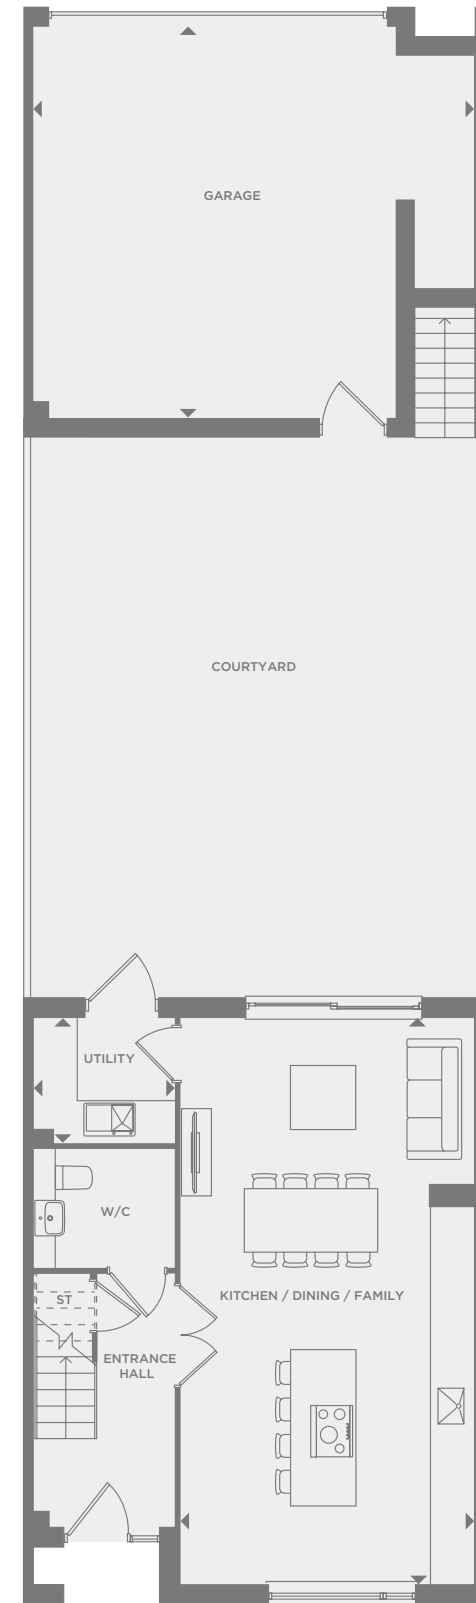 GARAGE
COURTYARD
UTILITY
W/C
ST
KITCHEN / DINING / FAMILY
ENTRANCE
HALL